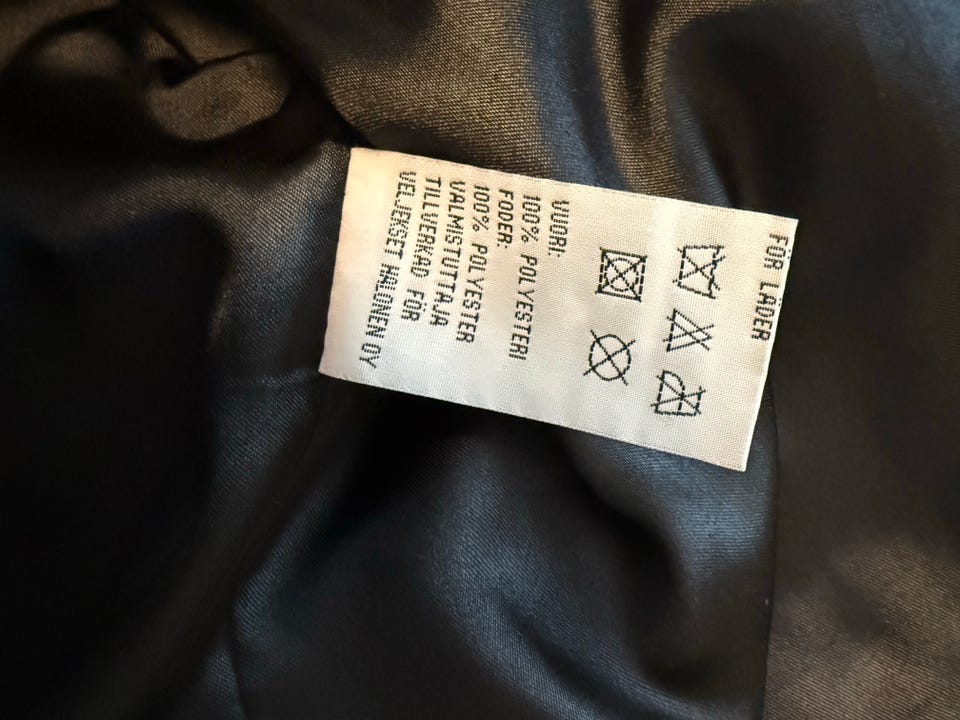 FÖR LÄDER
VUORI:
100% POLYESTERI
FODER:
100% POLYESTER
VALMISTUTTAJA
TILLVERKAD FÖR
VELJEKSET HALONEN OY